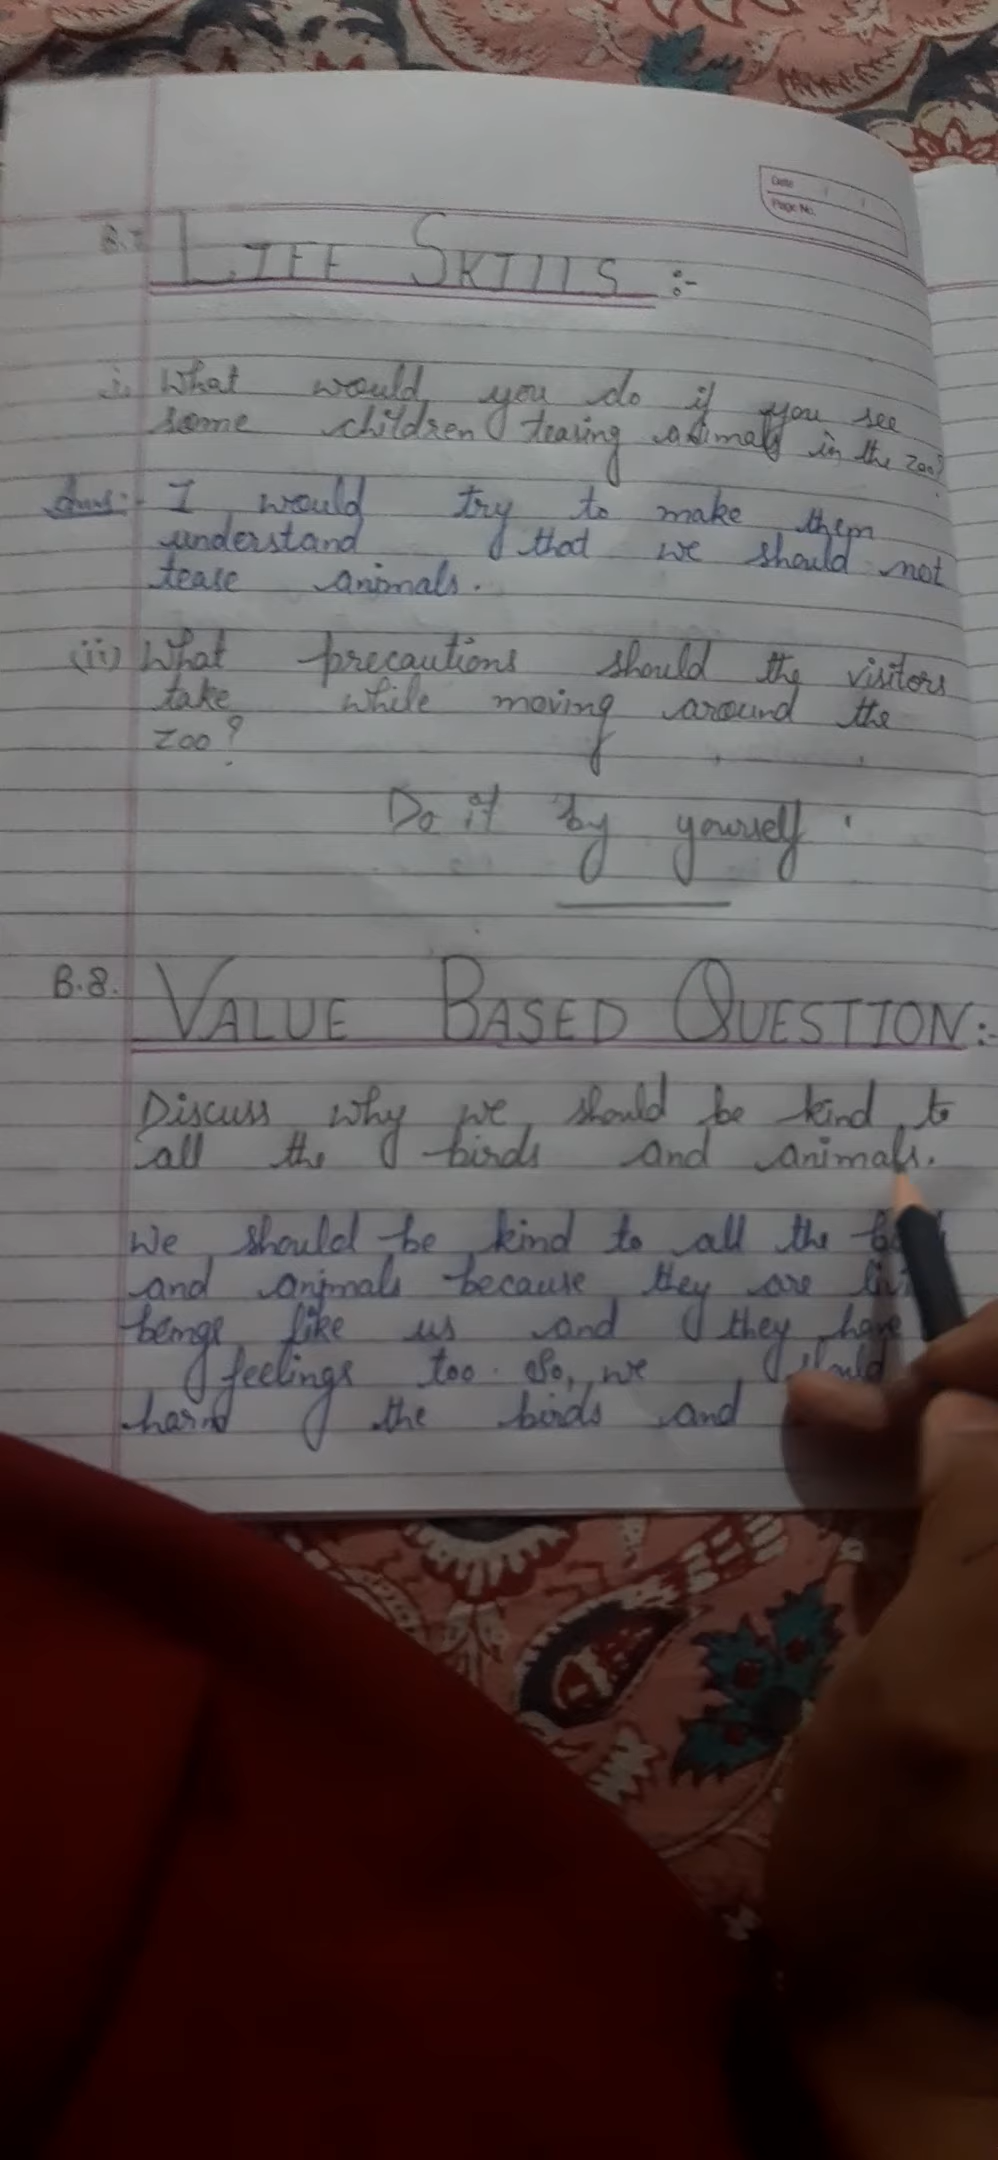 Date
Page No.
B.7 LIFE SKILLS :-
i. What would you do if you see
some children teasing animals in the zoo?
Ans:- I would try to make them
understand that we should not
tease animals.
(ii) What precautions should the visitors
take while moving around the
zoo?
Do it by yourself.
B.8. VALUE BASED QUESTION:-
Discuss why we should be kind to
all the birds and animals.
We should be kind to all the
and animals because they are
beings like us and they have
feelings too. So, we should
harm the birds and